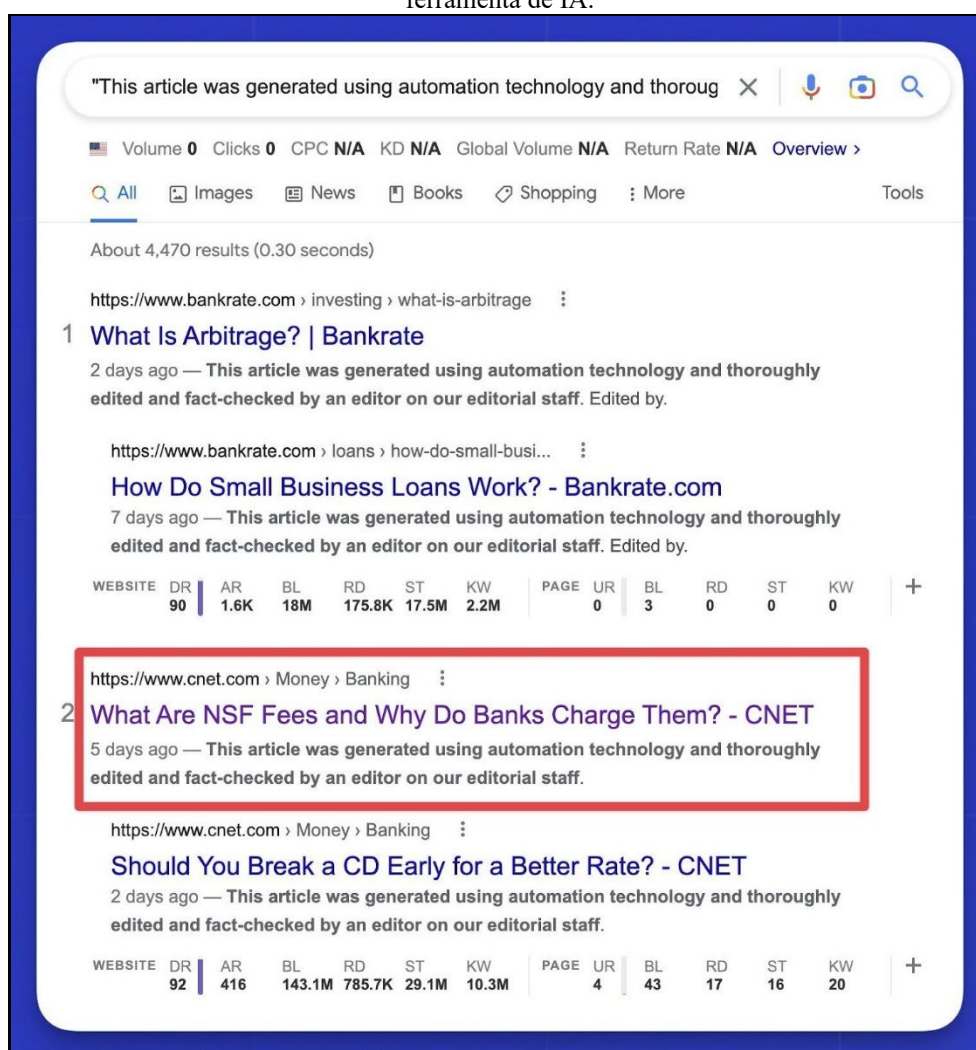 ferramenta de IA.
"This article was generated using automation technology and thoroug
Volume 0 Clicks 0 CPC N/A KD N/A Global Volume N/A Return Rate N/A Overview >
All Images News Books Shopping More Tools
About 4,470 results (0.30 seconds)
https://www.bankrate.com › investing › what-is-arbitrage
1 What Is Arbitrage? | Bankrate
2 days ago — This article was generated using automation technology and thoroughly
edited and fact-checked by an editor on our editorial staff. Edited by.
https://www.bankrate.com › loans › how-do-small-busi...
How Do Small Business Loans Work? - Bankrate.com
7 days ago — This article was generated using automation technology and thoroughly
edited and fact-checked by an editor on our editorial staff. Edited by.
WEBSITE DR AR BL RD ST KW PAGE UR BL RD ST KW
90 1.6K 18M 175.8K 17.5M 2.2M 0 3 0 0 0
https://www.cnet.com › Money › Banking
2 What Are NSF Fees and Why Do Banks Charge Them? - CNET
5 days ago — This article was generated using automation technology and thoroughly
edited and fact-checked by an editor on our editorial staff.
https://www.cnet.com › Money › Banking
Should You Break a CD Early for a Better Rate? - CNET
2 days ago — This article was generated using automation technology and thoroughly
edited and fact-checked by an editor on our editorial staff.
WEBSITE DR AR BL RD ST KW PAGE UR BL RD ST KW
92 416 143.1M 785.7K 29.1M 10.3M 4 43 17 16 20